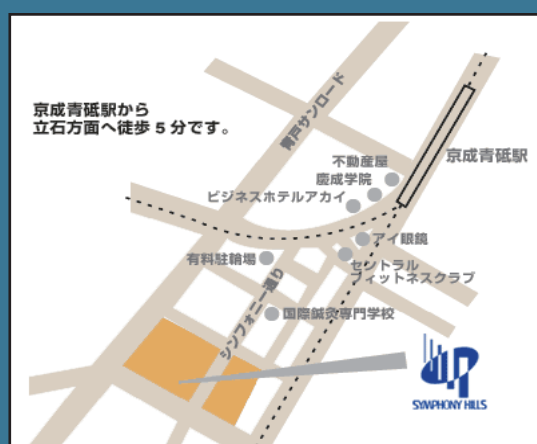 京成青砥駅から
立石方面へ徒歩５分です。
青戸サンロード
京成青砥駅
不動産屋
慶成学院
ビジネスホテルアカイ
アイ眼鏡
有料駐輪場
セントラル
フィットネスクラブ
シンフォニー通り
国際鍼灸専門学校
SYMPHONY HILLS